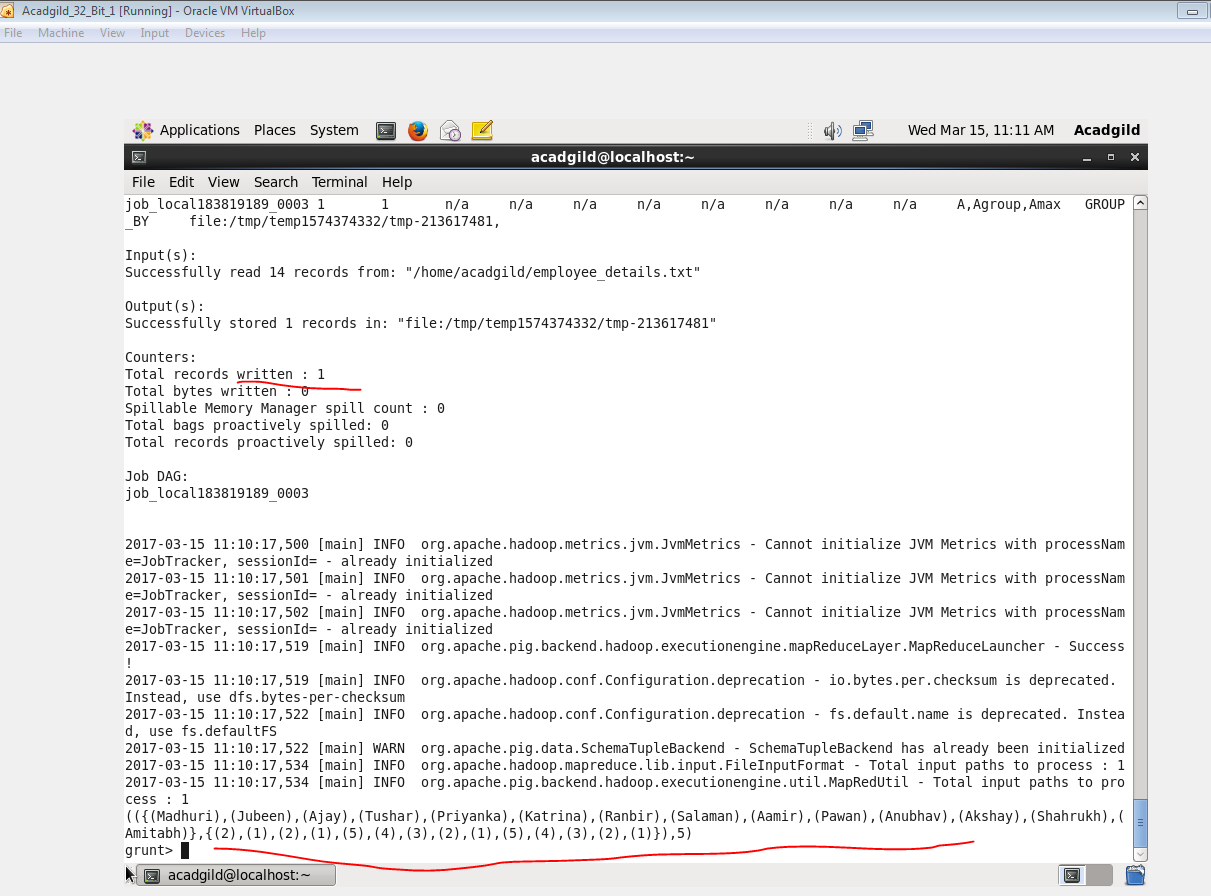 Acadgild_32_Bit_1 [Running] - Oracle VM VirtualBox
File Machine View Input Devices Help
Applications Places System Wed Mar 15, 11:11 AM Acadgild
acadgild@localhost:~
File Edit View Search Terminal Help
job_local183819189_0003 1 1 n/a n/a n/a n/a n/a n/a n/a n/a A,Agroup,Amax GROUP
_BY file:/tmp/temp1574374332/tmp-213617481,
Input(s):
Successfully read 14 records from: "/home/acadgild/employee_details.txt"
Output(s):
Successfully stored 1 records in: "file:/tmp/temp1574374332/tmp-213617481"
Counters:
Total records written : 1
Total bytes written : 0
Spillable Memory Manager spill count : 0
Total bags proactively spilled: 0
Total records proactively spilled: 0
Job DAG:
job_local183819189_0003
2017-03-15 11:10:17,500 [main] INFO org.apache.hadoop.metrics.jvm.JvmMetrics - Cannot initialize JVM Metrics with processNam
e=JobTracker, sessionId= - already initialized
2017-03-15 11:10:17,501 [main] INFO org.apache.hadoop.metrics.jvm.JvmMetrics - Cannot initialize JVM Metrics with processNam
e=JobTracker, sessionId= - already initialized
2017-03-15 11:10:17,502 [main] INFO org.apache.hadoop.metrics.jvm.JvmMetrics - Cannot initialize JVM Metrics with processNam
e=JobTracker, sessionId= - already initialized
2017-03-15 11:10:17,519 [main] INFO org.apache.pig.backend.hadoop.executionengine.mapReduceLayer.MapReduceLauncher - Success
!
2017-03-15 11:10:17,519 [main] INFO org.apache.hadoop.conf.Configuration.deprecation - io.bytes.per.checksum is deprecated.
Instead, use dfs.bytes-per-checksum
2017-03-15 11:10:17,522 [main] INFO org.apache.hadoop.conf.Configuration.deprecation - fs.default.name is deprecated. Instea
d, use fs.defaultFS
2017-03-15 11:10:17,522 [main] WARN org.apache.pig.data.SchemaTupleBackend - SchemaTupleBackend has already been initialized
2017-03-15 11:10:17,534 [main] INFO org.apache.hadoop.mapreduce.lib.input.FileInputFormat - Total input paths to process : 1
2017-03-15 11:10:17,534 [main] INFO org.apache.pig.backend.hadoop.executionengine.util.MapRedUtil - Total input paths to pro
cess : 1
(({(Madhuri),(Jubeen),(Ajay),(Tushar),(Priyanka),(Katrina),(Ranbir),(Salaman),(Aamir),(Pawan),(Anubhav),(Akshay),(Shahrukh),(
Amitabh)},{(2),(1),(2),(1),(5),(4),(3),(2),(1),(5),(4),(3),(2),(1)}),5)
grunt>
acadgild@localhost:~